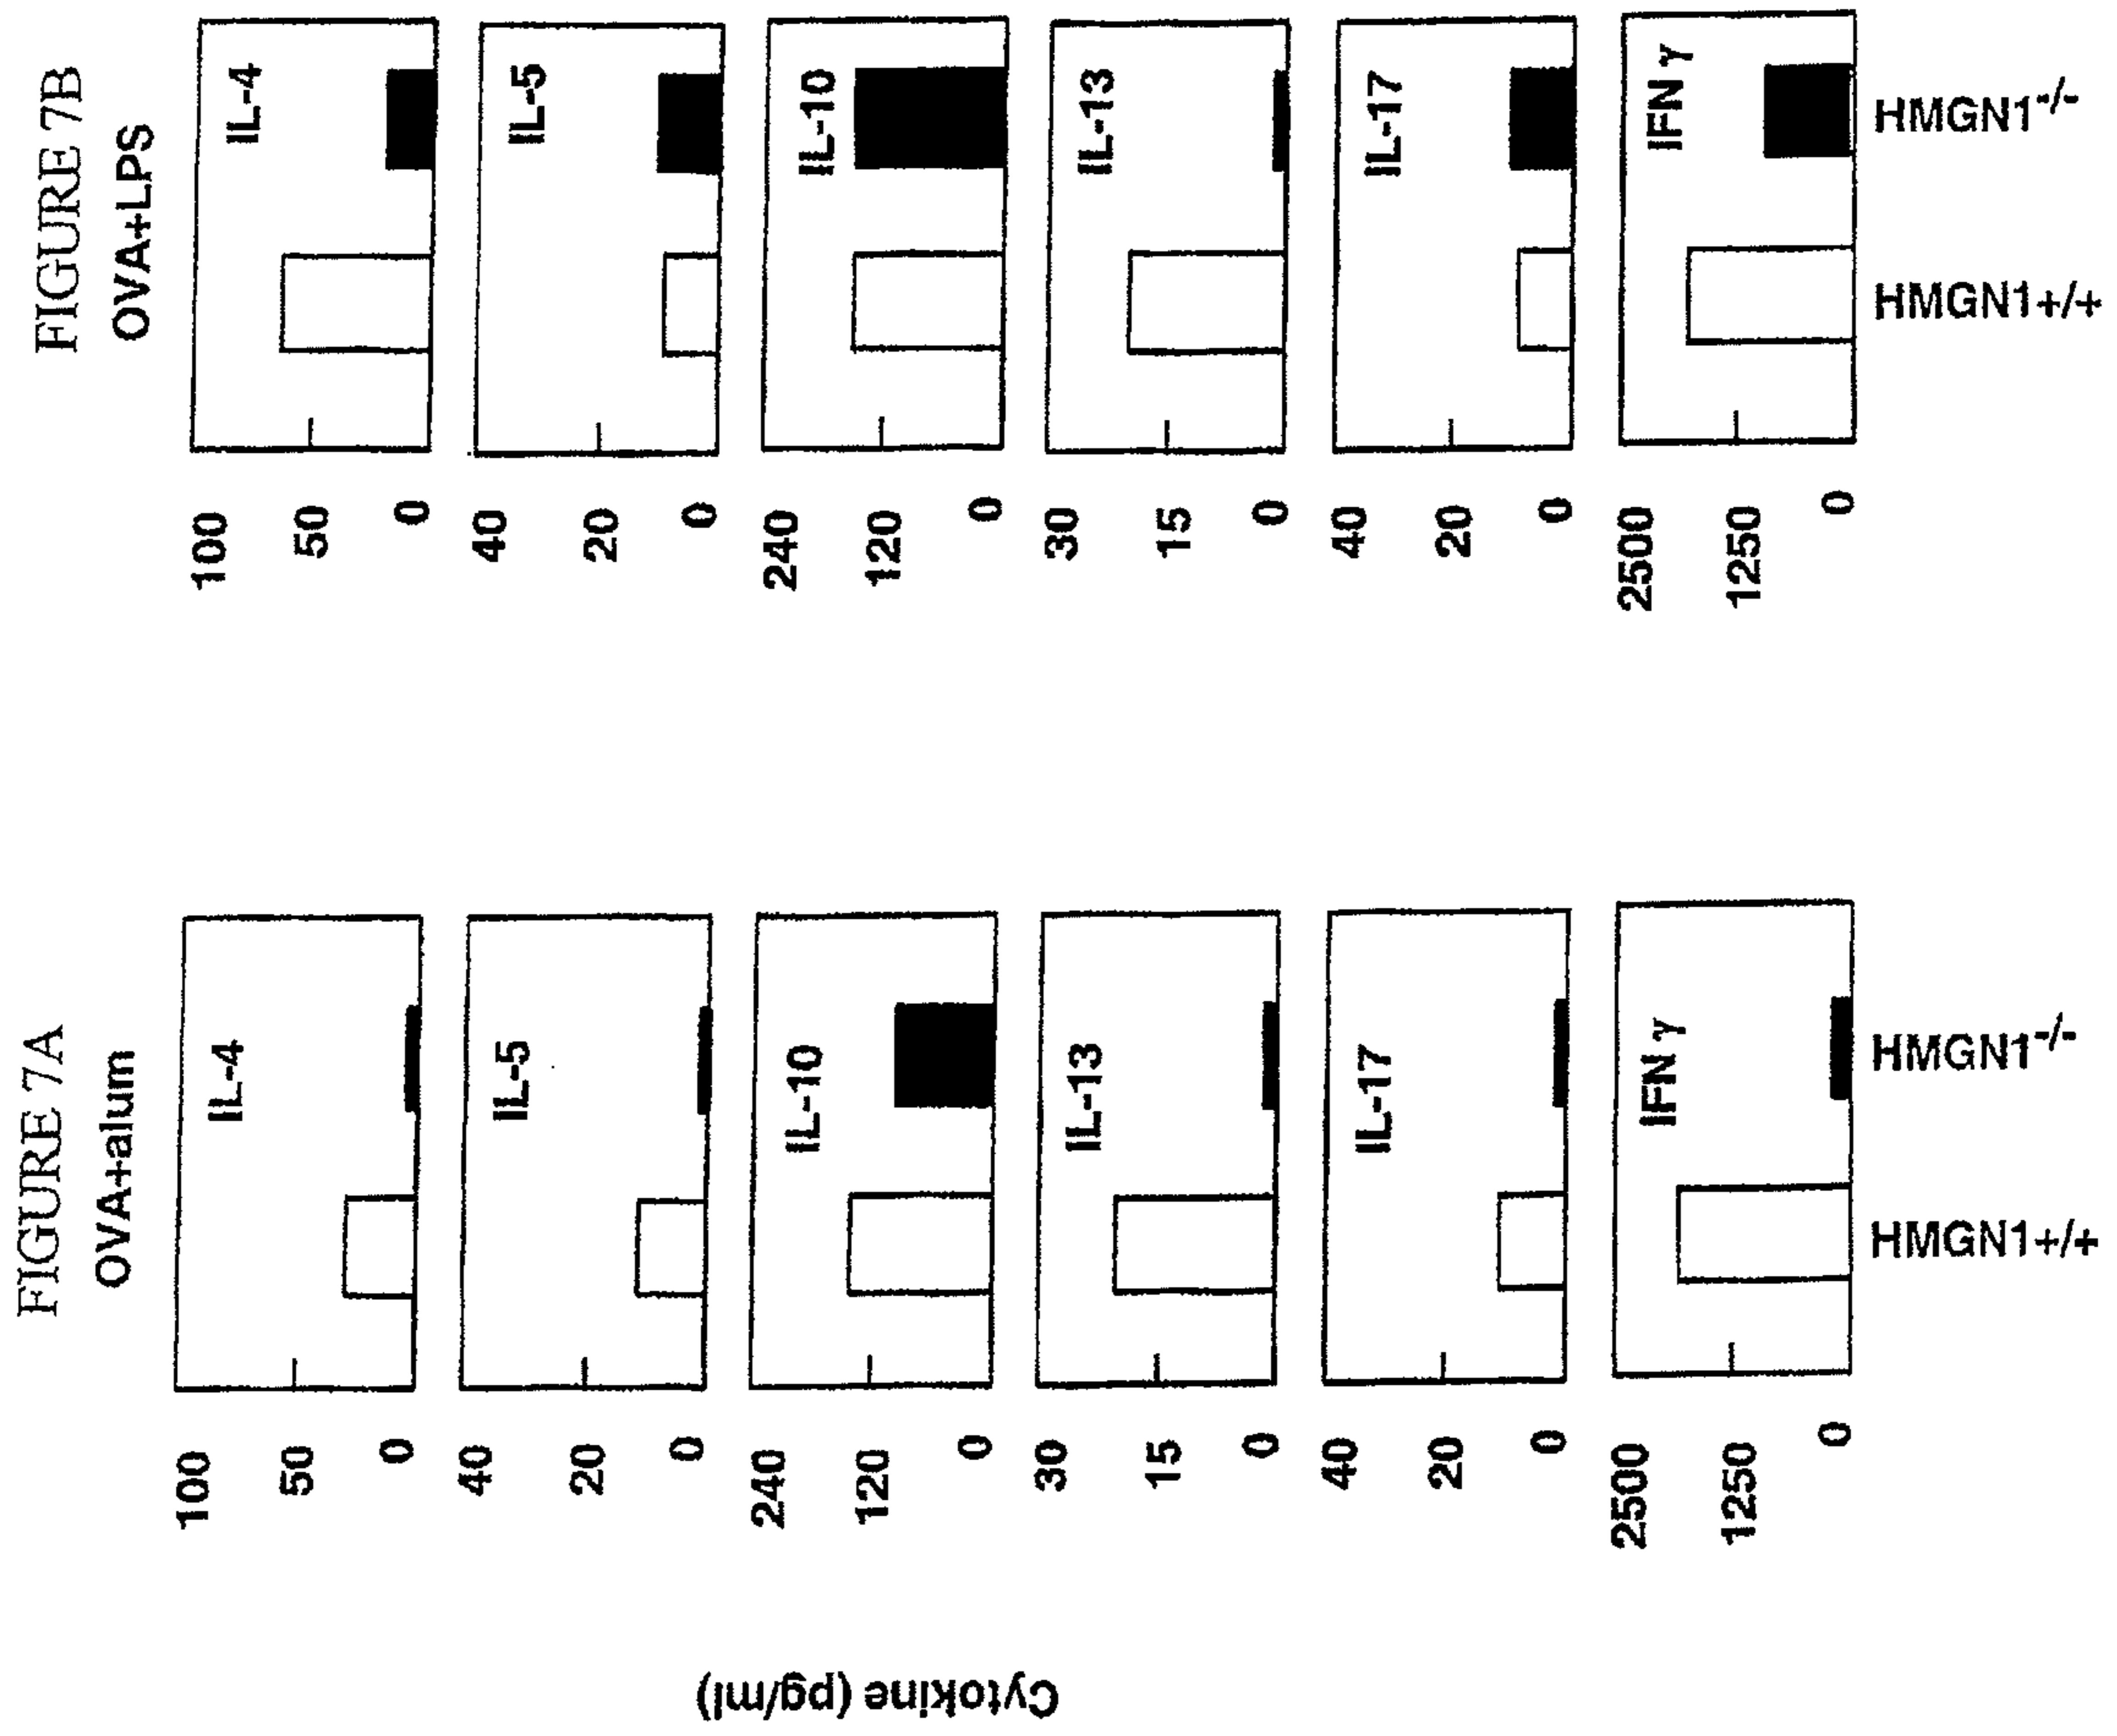 FIGURE 7A
OVA+alum
Cytokine (pg/ml)
100
50
0
IL-4
40
20
0
IL-5
240
120
0
IL-10
30
15
0
IL-13
40
20
0
IL-17
2500
1250
0
IFN γ
HMGN1+/+
HMGN1-/-
FIGURE 7B
OVA+LPS
100
50
0
IL-4
40
20
0
IL-5
240
120
0
IL-10
30
15
0
IL-13
40
20
0
IL-17
2500
1250
0
IFN γ
HMGN1+/+
HMGN1-/-